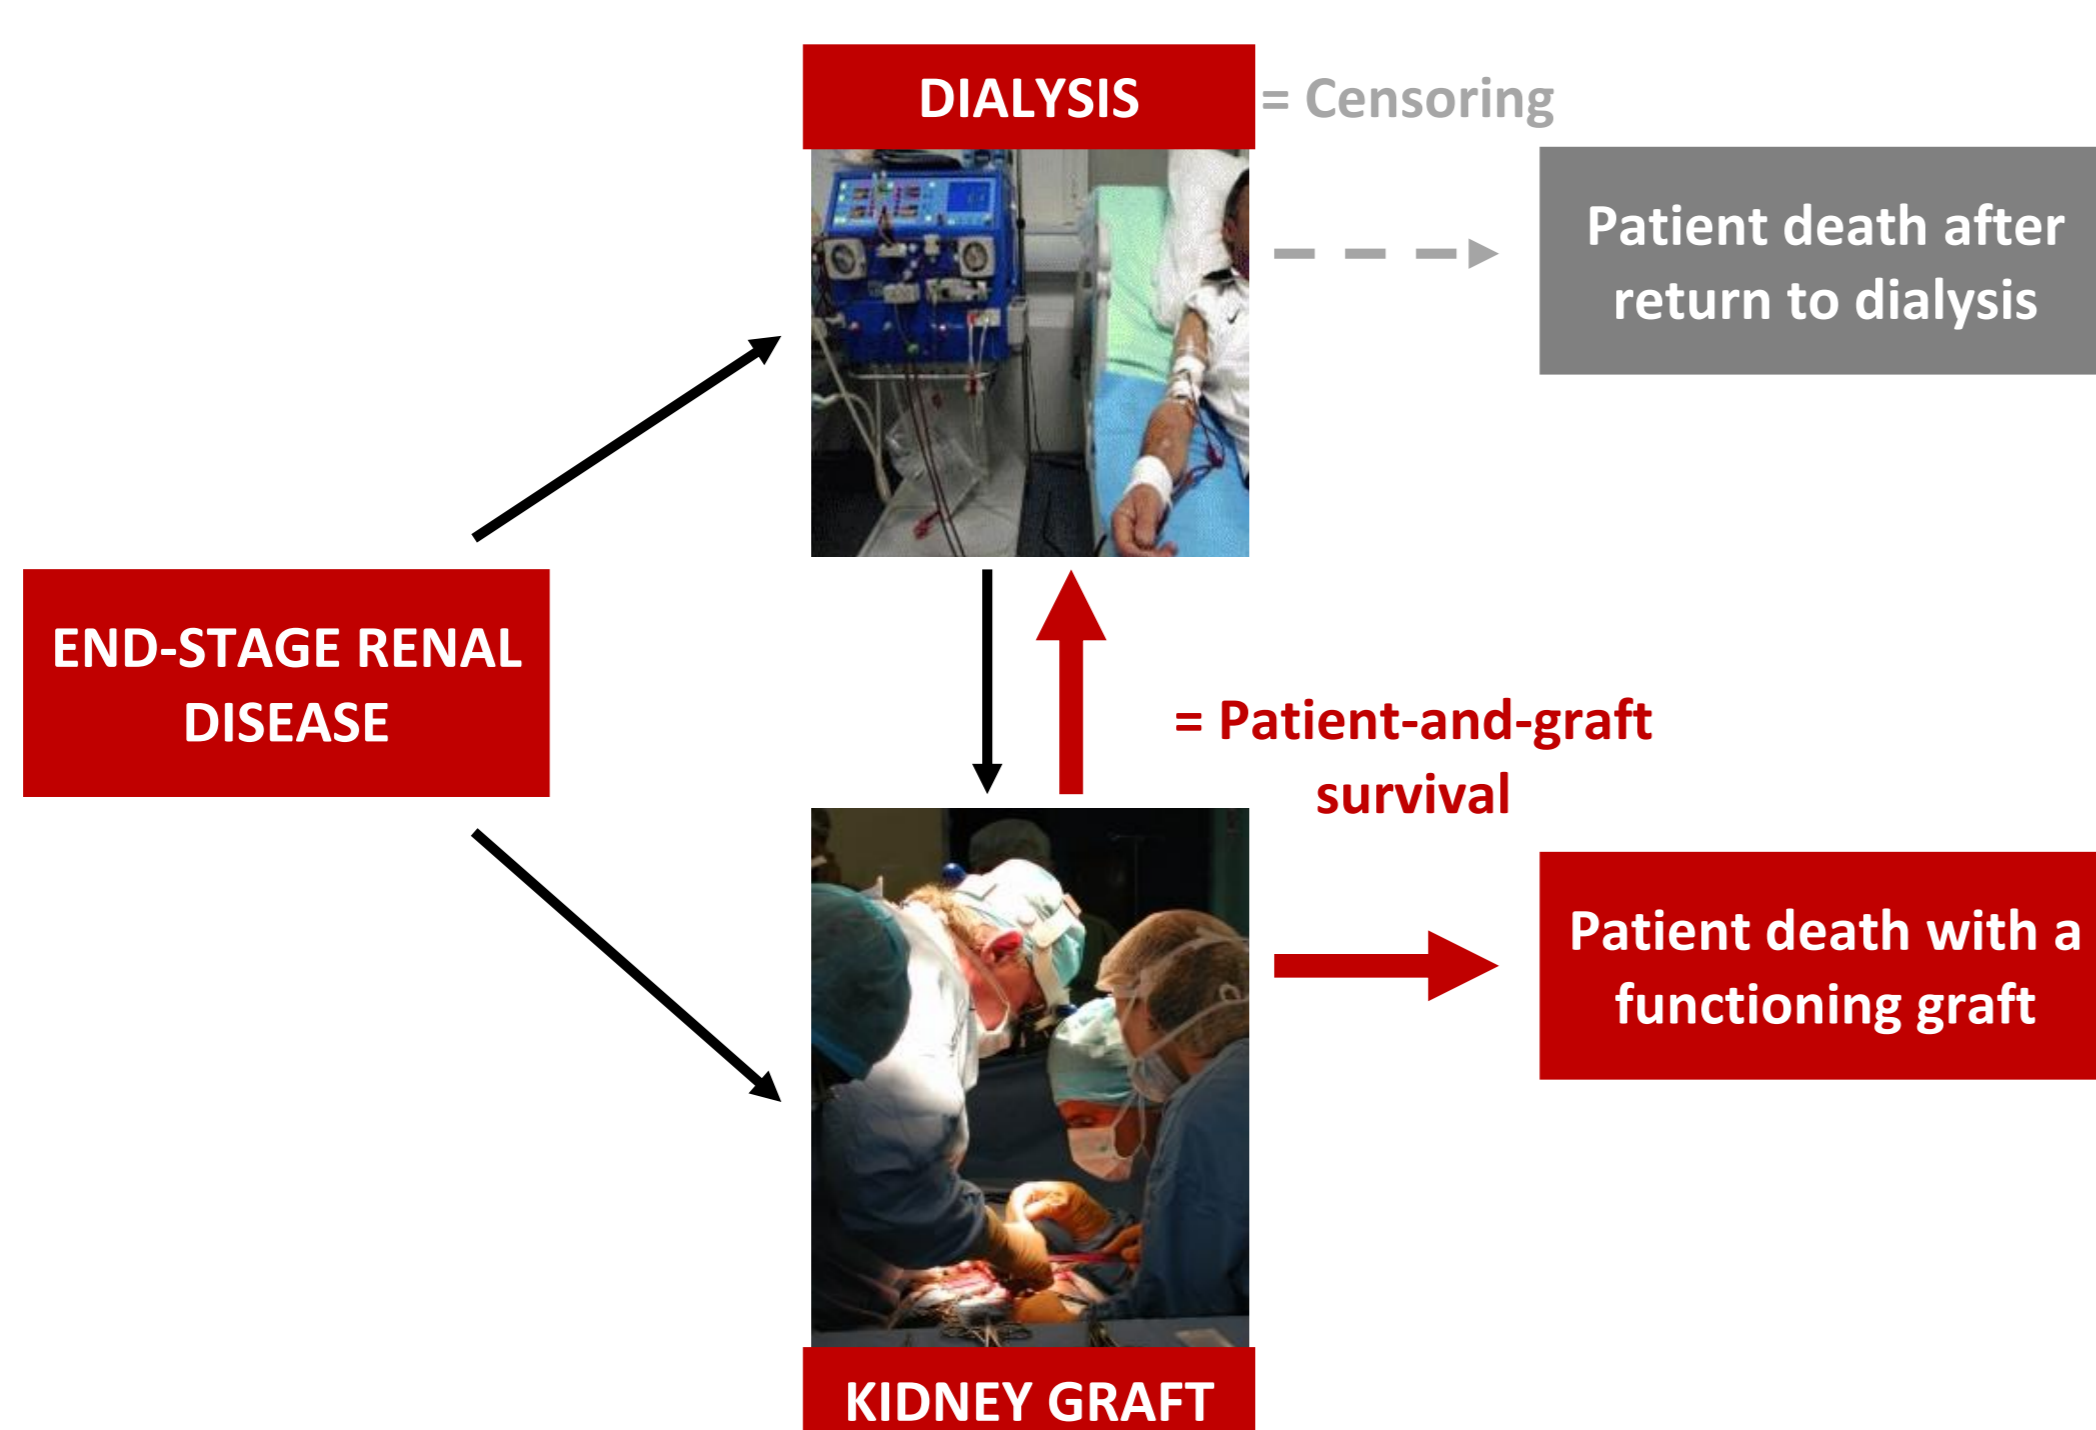 DIALYSIS
= Censoring
Patient death after
return to dialysis
END-STAGE RENAL
DISEASE
= Patient-and-graft
survival
Patient death with a
functioning graft
KIDNEY GRAFT